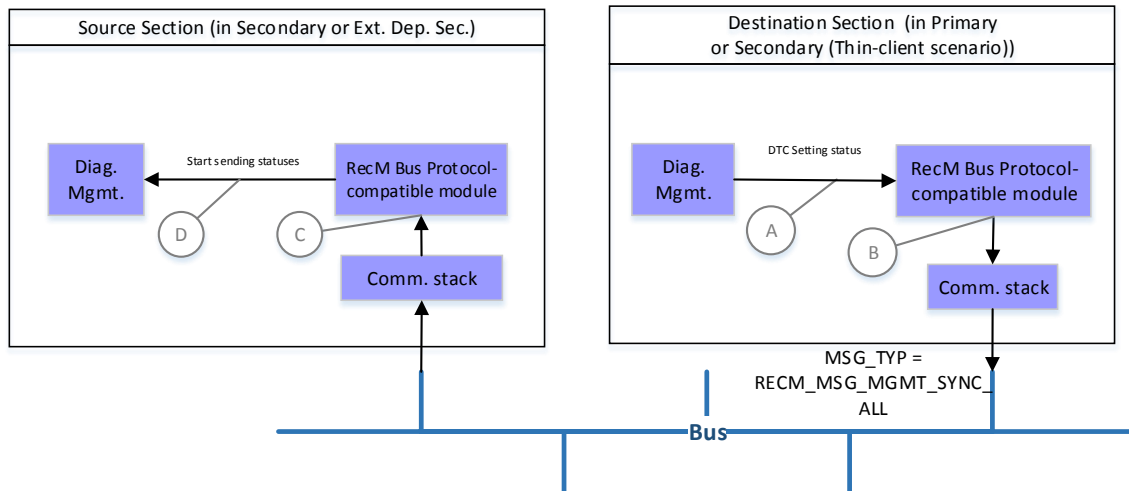 Source Section (in Secondary or Ext. Dep. Sec.)
Diag.
Mgmt.
Start sending statuses
RecM Bus Protocol-
compatible module
D
C
Comm. stack
Destination Section (in Primary
or Secondary (Thin-client scenario))
Diag.
Mgmt.
DTC Setting status
RecM Bus Protocol-
compatible module
A
B
Comm. stack
MSG_TYP =
RECM_MSG_MGMT_SYNC_
ALL
Bus